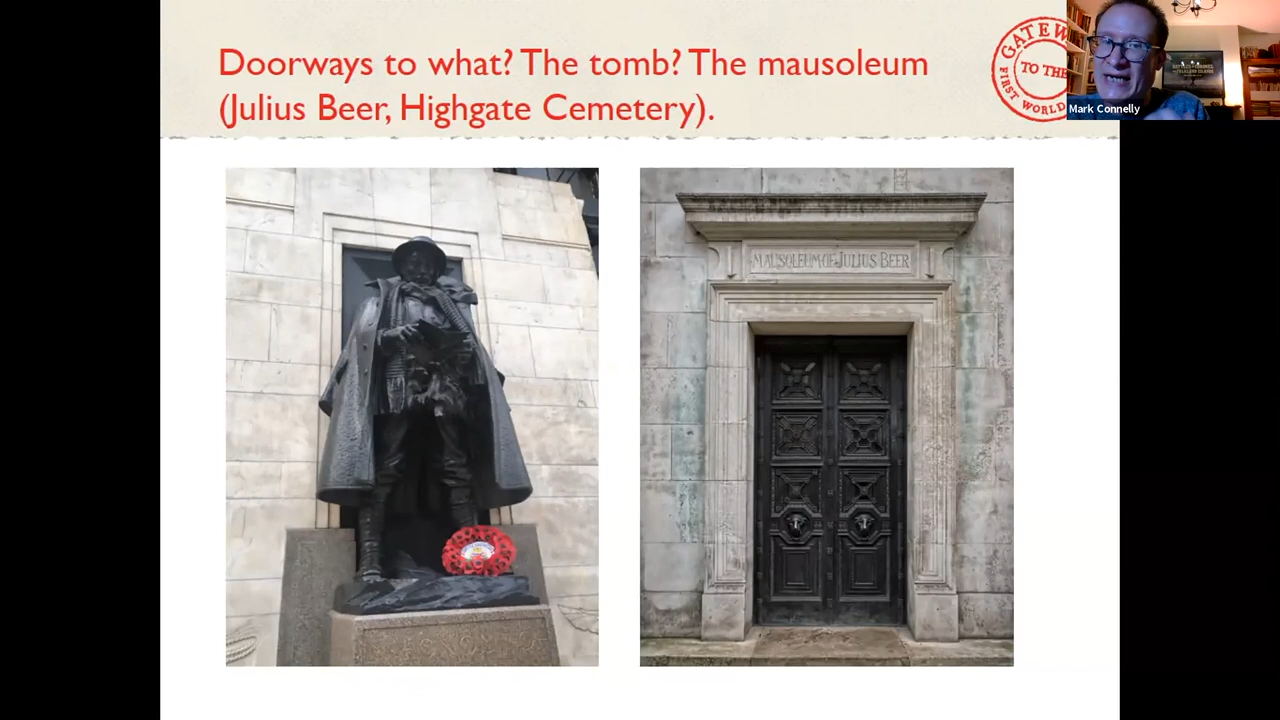 Doorways to what? The tomb? The mausoleum
(Julius Beer, Highgate Cemetery).
GATEW
TO THE
FIRST WORLD
Mark Connelly
MAUSOLEUM OF JULIUS BEER